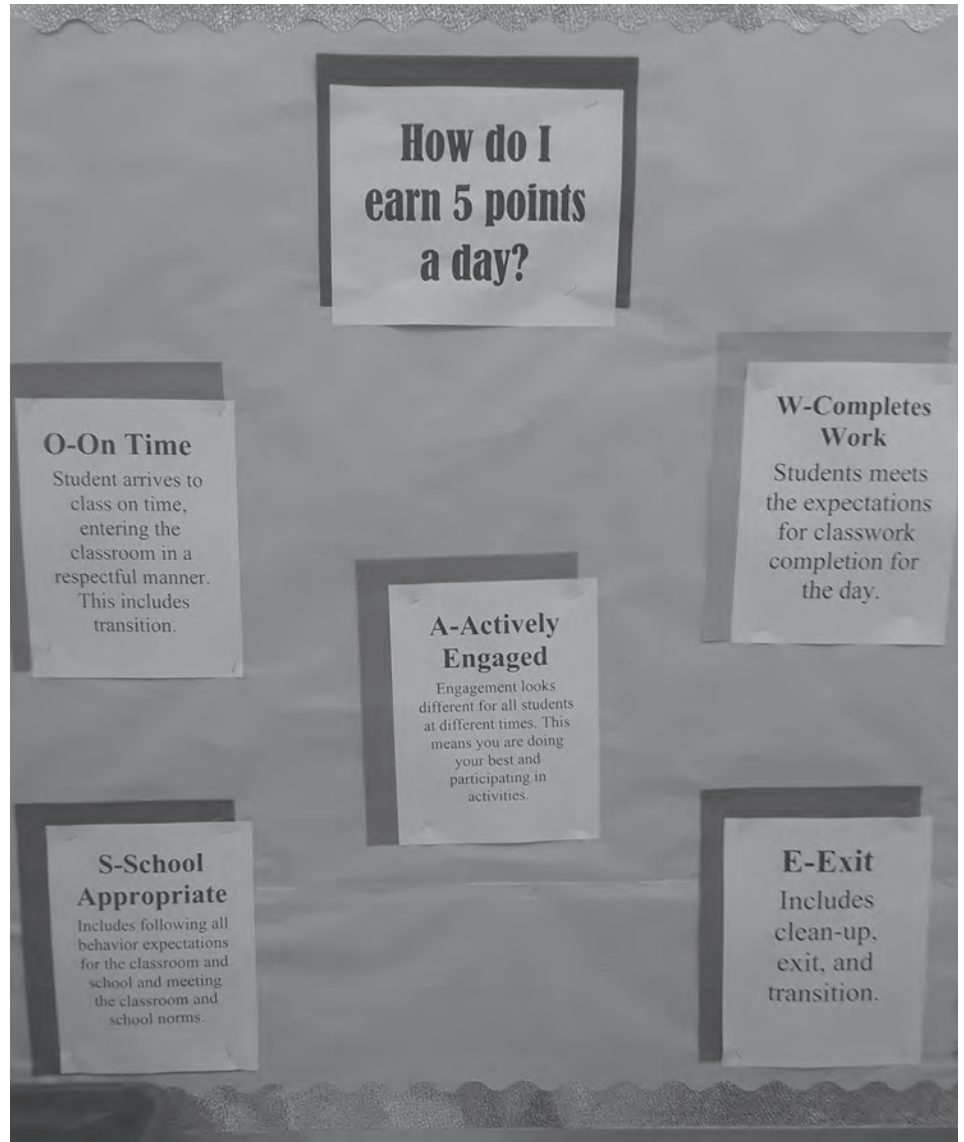 How do I
earn 5 points
a day?
O-On Time
Student arrives to
class on time,
entering the
classroom in a
respectful manner.
This includes
transition.
W-Completes
Work
Students meets
the expectations
for classwork
completion for
the day.
A-Actively
Engaged
Engagement looks
different for all students
at different times. This
means you are doing
your best and
participating in
activities.
S-School
Appropriate
Includes following all
behavior expectations
for the classroom and
school and meeting
the classroom and
school norms.
E-Exit
Includes
clean-up,
exit, and
transition.